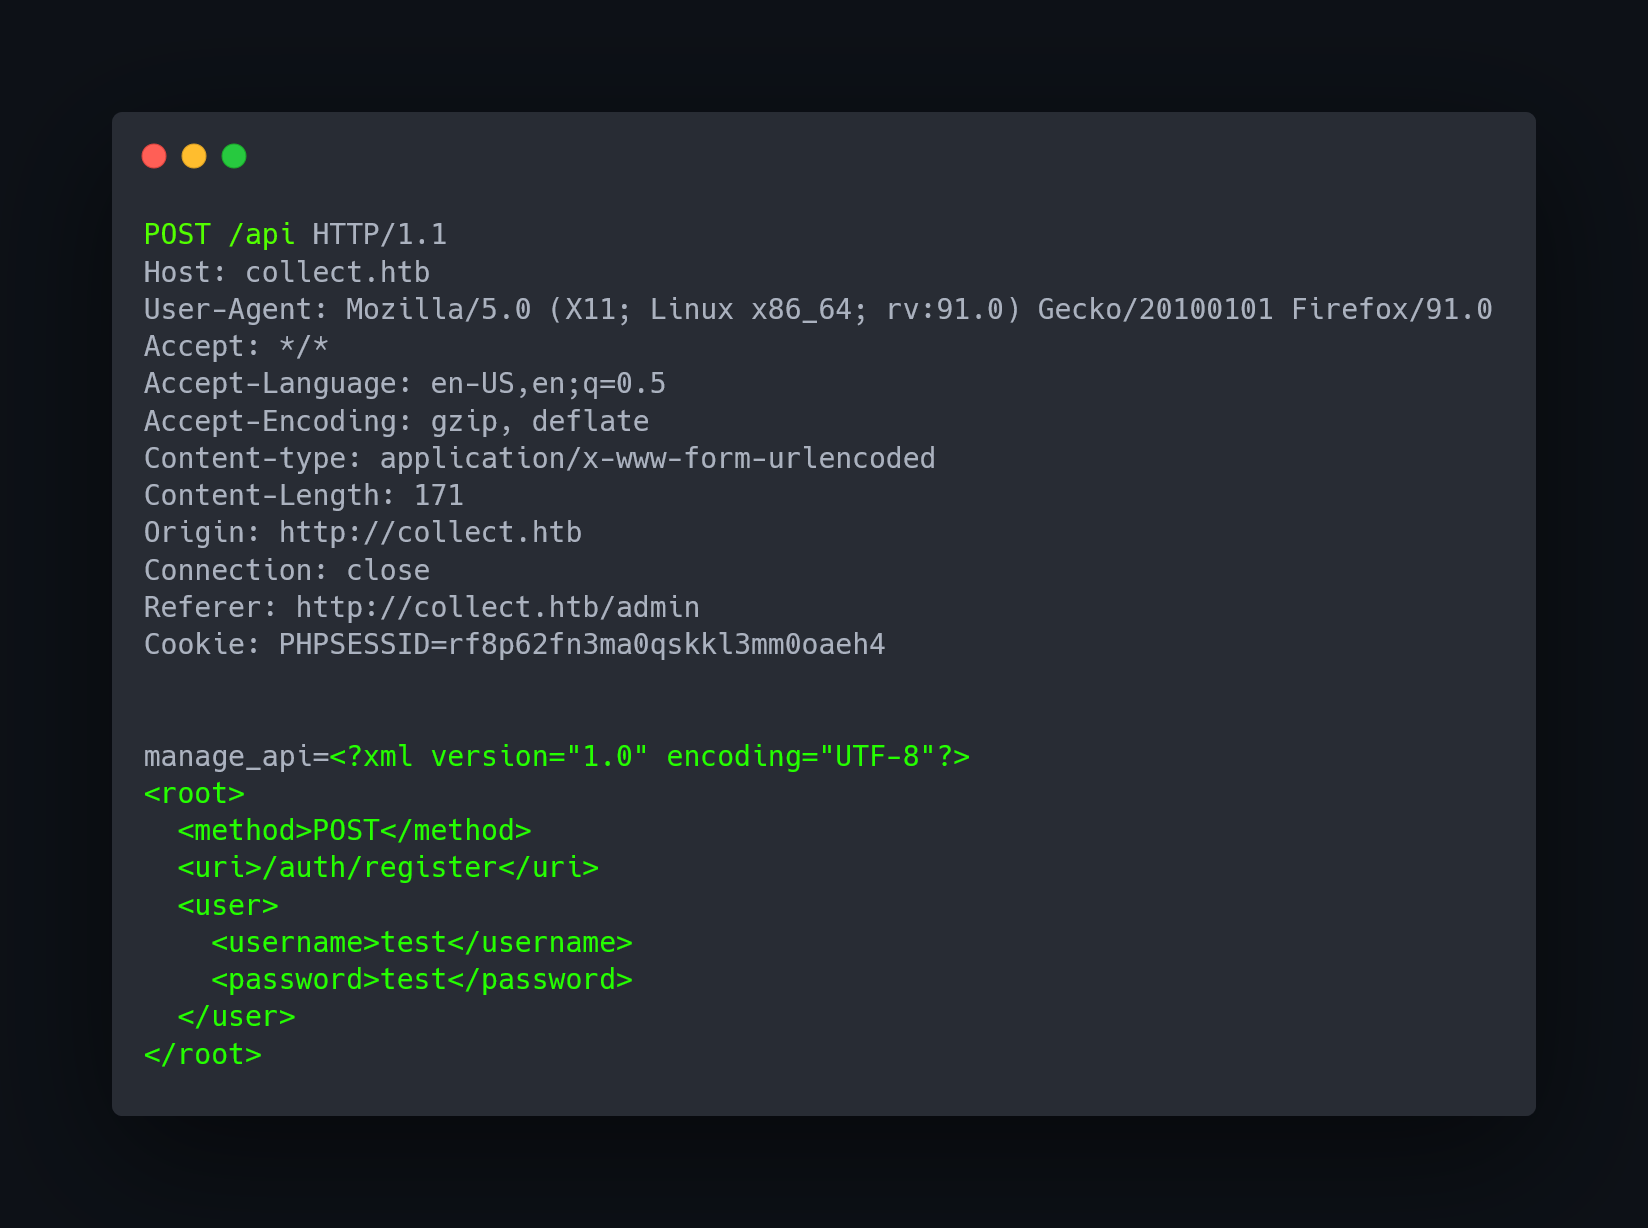 POST /api HTTP/1.1
Host: collect.htb
User-Agent: Mozilla/5.0 (X11; Linux x86_64; rv:91.0) Gecko/20100101 Firefox/91.0
Accept: */*
Accept-Language: en-US,en;q=0.5
Accept-Encoding: gzip, deflate
Content-type: application/x-www-form-urlencoded
Content-Length: 171
Origin: http://collect.htb
Connection: close
Referer: http://collect.htb/admin
Cookie: PHPSESSID=rf8p62fn3ma0qskkl3mm0oaeh4
manage_api=<?xml version="1.0" encoding="UTF-8"?>
<root>
  <method>POST</method>
  <uri>/auth/register</uri>
  <user>
    <username>test</username>
    <password>test</password>
  </user>
</root>